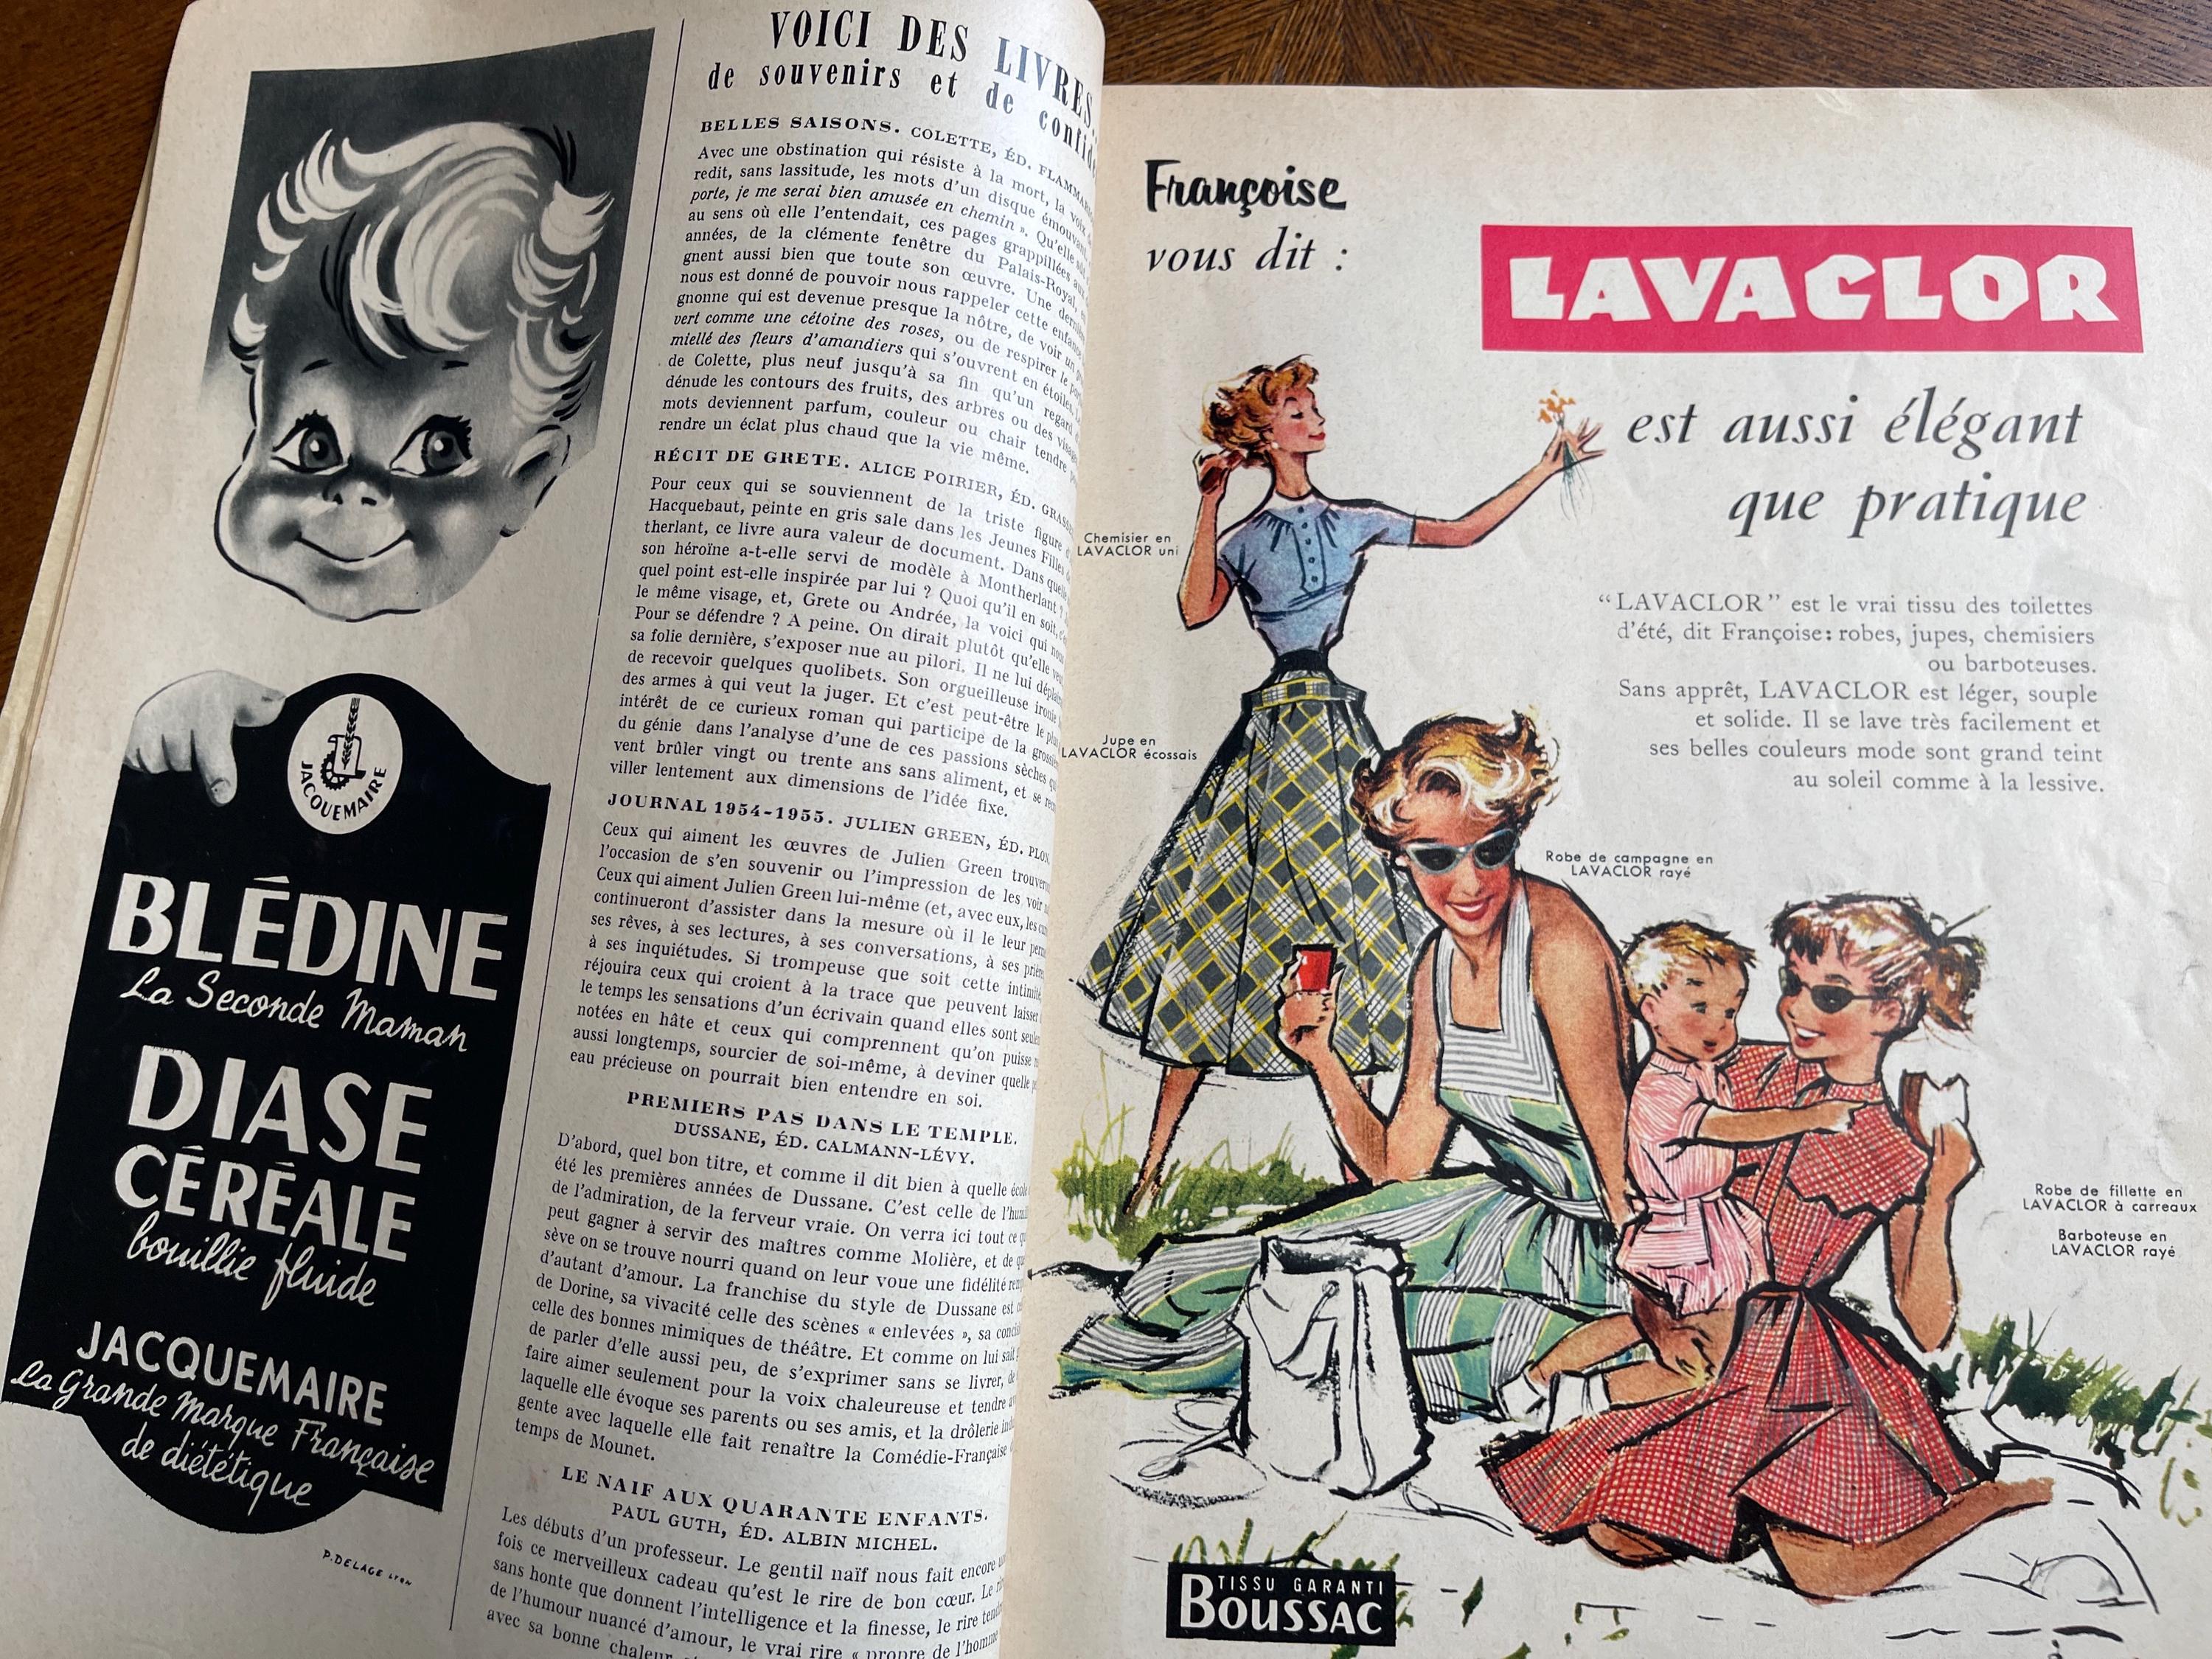 BLÉDINE
La Seconde Maman
DIASE
CÉRÉALE
bouillie fluide
JACQUEMAIRE
La Grande Marque Française
de diététique
JACQUEMAIRE
P. DELAGE LYON
VOICI DES LIVRES...
de souvenirs et de
BELLES SAISONS. COLETTE, ÉD.
Avec une obstination qui résiste à la mort, la
redit, sans lassitude, les mots d'un disque
porte, je me serai bien amusée en chemin ». Qu'elle
au sens où elle l'entendait, ces pages grappillées
années, de la clémente fenêtre du Palais-Royal,
gnent aussi bien que toute son œuvre. Une
nous est donné de pouvoir nous rappeler cette
gnonne qui est devenue presque la nôtre, de voir un
vert comme une cétoine des roses, ou de respirer le
miellé des fleurs d'amandiers qui s'ouvrent en étoiles.
de Colette, plus neuf jusqu'à sa fin qu'un regard
dénude les contours des fruits, des arbres ou des
mots deviennent parfum, couleur ou chair tendre
rendre un éclat plus chaud que la vie même.
RÉCIT DE GRETE. ALICE POIRIER, ÉD.
Pour ceux qui se souviennent de la triste figure
Hacquebaut, peinte en gris sale dans les Jeunes Filles
therlant, ce livre aura valeur de document. Dans
son héroïne a-t-elle servi de modèle à Montherlant ?
quel point est-elle inspirée par lui ? Quoi qu'il en soit,
le même visage, et, Grete ou Andrée, la voici qui
Pour se défendre ? A peine. On dirait plutôt qu'elle
sa folie dernière, s'exposer nue au pilori. Il ne lui
de recevoir quelques quolibets. Son orgueilleuse ironie
des armes à qui veut la juger. Et c'est peut-être le
intérêt de ce curieux roman qui participe de la
du génie dans l'analyse d'une de ces passions sèches
vent brûler vingt ou trente ans sans aliment, et se
viller lentement aux dimensions de l'idée fixe.
JOURNAL 1954-1955. JULIEN GREEN, ÉD. PLON
Ceux qui aiment les œuvres de Julien Green
l'occasion de s'en souvenir ou l'impression de les voir
Ceux qui aiment Julien Green lui-même (et, avec eux, les
continueront d'assister dans la mesure où il le leur
ses rêves, à ses lectures, à ses conversations, à ses
à ses inquiétudes. Si trompeuse que soit cette
réjouira ceux qui croient à la trace que peuvent laisser
le temps les sensations d'un écrivain quand elles sont
notées en hâte et ceux qui comprennent qu'on puisse
aussi longtemps, sourcier de soi-même, à deviner quelle
eau précieuse on pourrait bien entendre en soi.
PREMIERS PAS DANS LE TEMPLE.
DUSSANE, ÉD. CALMANN-LÉVY.
D'abord, quel bon titre, et comme il dit bien à quelle
été les premières années de Dussane. C'est celle de
de l'admiration, de la ferveur vraie. On verra ici tout ce
peut gagner à servir des maîtres comme Molière, et de
sève on se trouve nourri quand on leur voue une fidélité
d'autant d'amour. La franchise du style de Dussane est
de Dorine, sa vivacité celle des scènes « enlevées », sa
celle des bonnes mimiques de théâtre. Et comme on lui sait
de parler d'elle aussi peu, de s'exprimer sans se livrer,
faire aimer seulement pour la voix chaleureuse et tendre
laquelle elle évoque ses parents ou ses amis, et la drôlerie
gente avec laquelle elle fait renaître la Comédie-Française
temps de Mounet.
LE NAIF AUX QUARANTE ENFANTS.
PAUL GUTH, ÉD. ALBIN MICHEL.
Les débuts d'un professeur. Le gentil naïf nous fait encore
fois ce merveilleux cadeau qu'est le rire de bon cœur. Le
sans honte que donnent l'intelligence et la finesse, le rire
de l'humour nuancé d'amour, le vrai rire « propre de l'homme
avec sa bonne
Françoise
vous dit :
LAVACLOR
est aussi élégant
que pratique
Chemisier en
LAVACLOR uni
“LAVACLOR” est le vrai tissu des toilettes
d'été, dit Françoise: robes, jupes, chemisiers
ou barboteuses.
Sans apprêt, LAVACLOR est léger, souple
et solide. Il se lave très facilement et
ses belles couleurs mode sont grand teint
au soleil comme à la lessive.
Jupe en
LAVACLOR écossais
Robe de campagne en
LAVACLOR rayé
Robe de fillette en
LAVACLOR à carreaux
Barboteuse en
LAVACLOR rayé
TISSU GARANTI
BOUSSAC